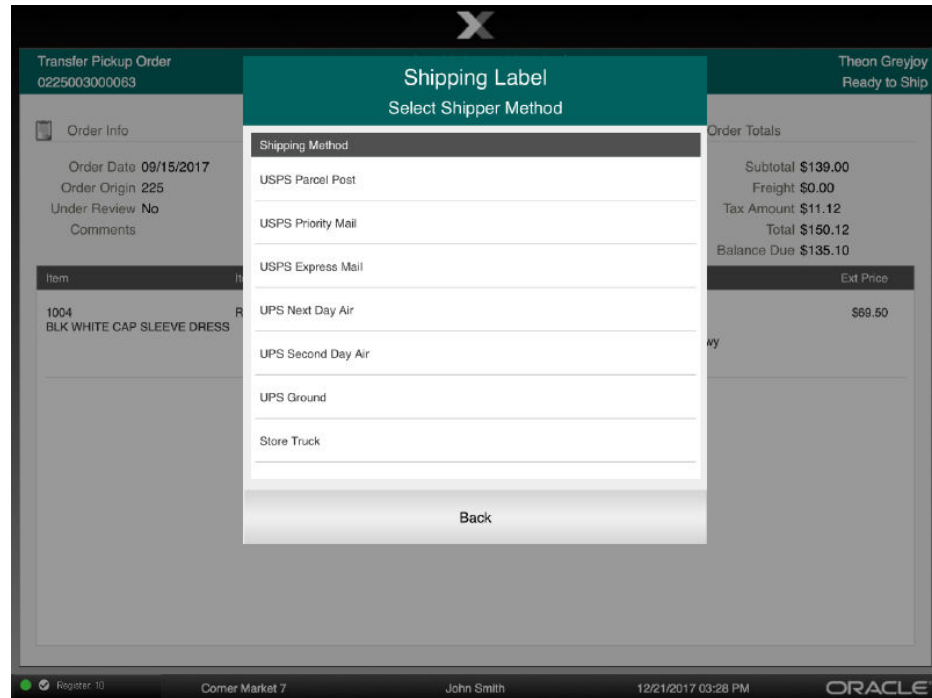 X
Transfer Pickup Order
0225003000063
Theon Greyjoy
Ready to Ship
Shipping Label
Select Shipper Method
Order Info
Order Date 09/15/2017
Order Origin 225
Under Review No
Comments
Order Totals
Subtotal $139.00
Freight $0.00
Tax Amount $11.12
Total $150.12
Balance Due $135.10
Shipping Method
USPS Parcel Post
USPS Priority Mail
USPS Express Mail
UPS Next Day Air
UPS Second Day Air
UPS Ground
Store Truck
Back
Item
Ext Price
1004
BLK WHITE CAP SLEEVE DRESS
$69.50
Register: 10
Corner Market 7
John Smith
12/21/2017 03:28 PM
ORACLE